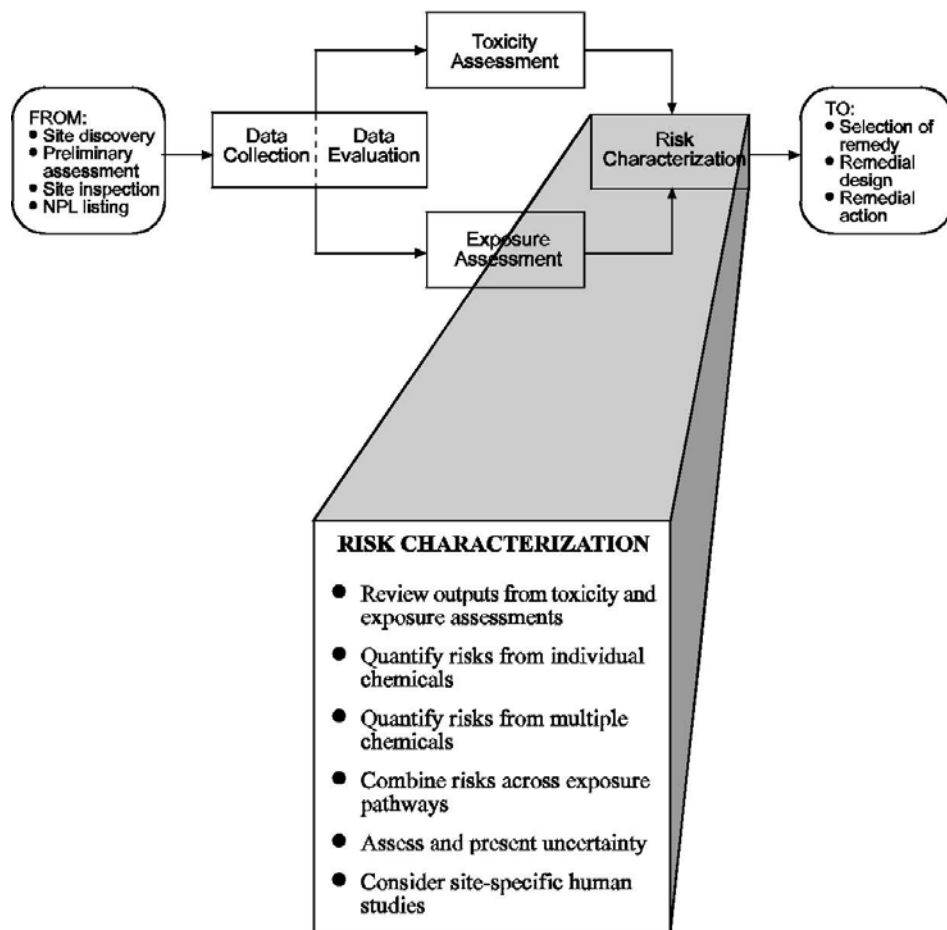 Toxicity
Assessment
FROM:
● Site discovery
● Preliminary
assessment
● Site inspection
● NPL listing
Data
Collection
Data
Evaluation
Risk
Characterization
TO:
● Selection of
remedy
● Remedial
design
● Remedial
action
Exposure
Assessment
RISK CHARACTERIZATION
● Review outputs from toxicity and
exposure assessments
● Quantify risks from individual
chemicals
● Quantify risks from multiple
chemicals
● Combine risks across exposure
pathways
● Assess and present uncertainty
● Consider site-specific human
studies